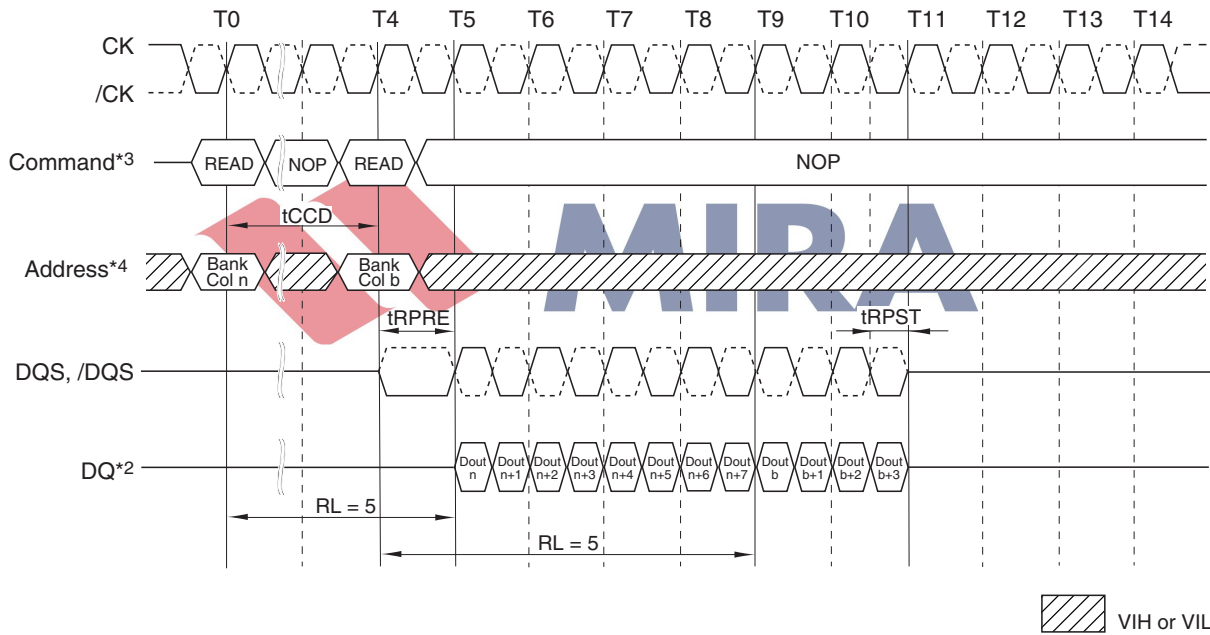 T0 T4 T5 T6 T7 T8 T9 T10 T11 T12 T13 T14
CK
/CK
Command*3 READ NOP READ NOP
tCCD
MIRA
Address*4 Bank Col n Bank Col b
tRPRE tRPST
DQS, /DQS
DQ*2 Dout n Dout n+1 Dout n+2 Dout n+3 Dout n+4 Dout n+5 Dout n+6 Dout n+7 Dout b Dout b+1 Dout b+2 Dout b+3
RL = 5
RL = 5
VIH or VIL